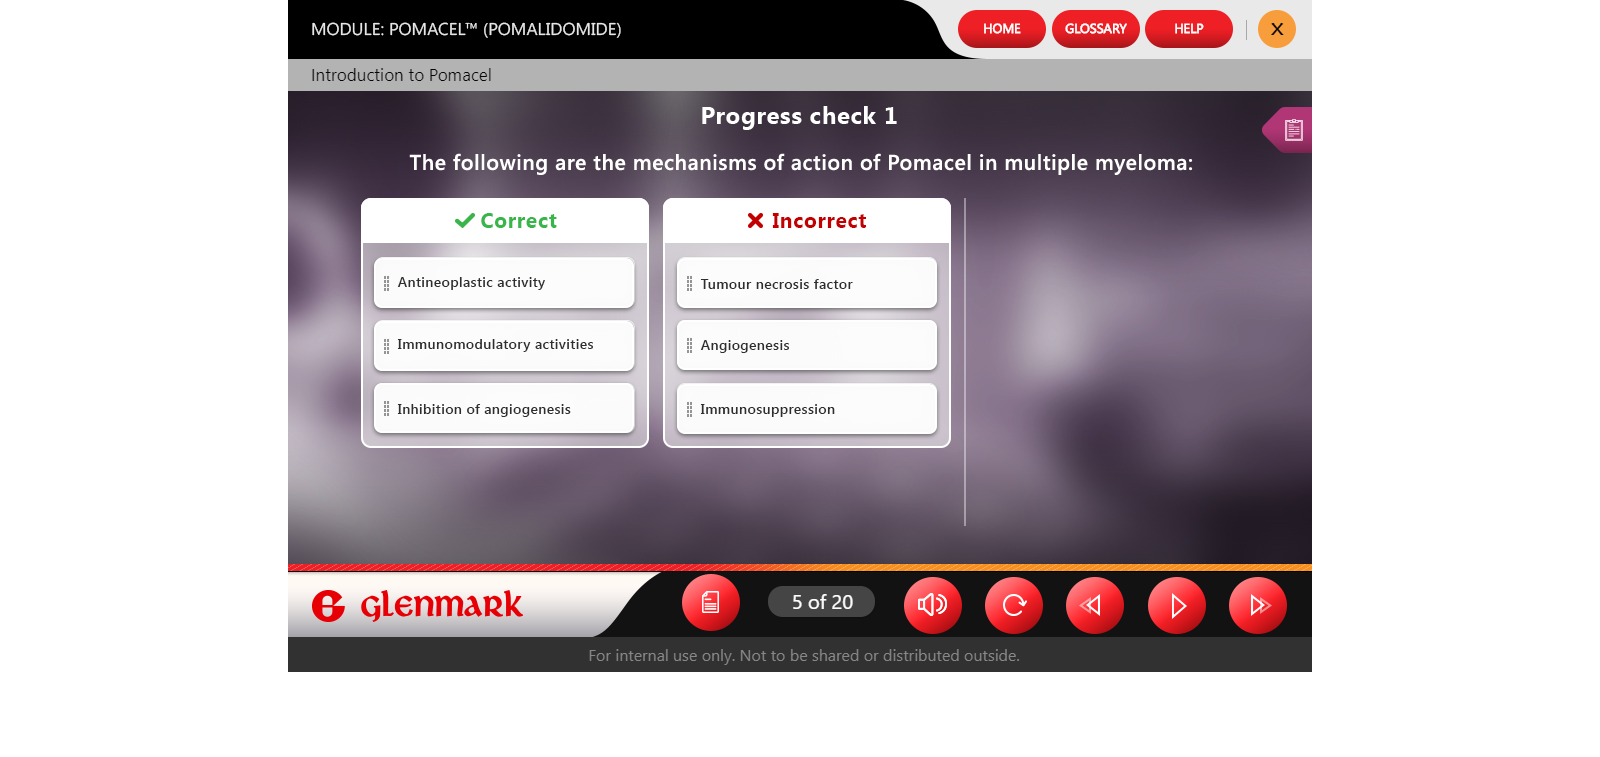 MODULE: POMACEL™ (POMALIDOMIDE)
HOME
GLOSSARY
HELP
X
Introduction to Pomacel
Progress check 1
The following are the mechanisms of action of Pomacel in multiple myeloma:
Correct
Incorrect
Antineoplastic activity
Tumour necrosis factor
Immunomodulatory activities
Angiogenesis
Inhibition of angiogenesis
Immunosuppression
glenmark
5 of 20
For internal use only. Not to be shared or distributed outside.